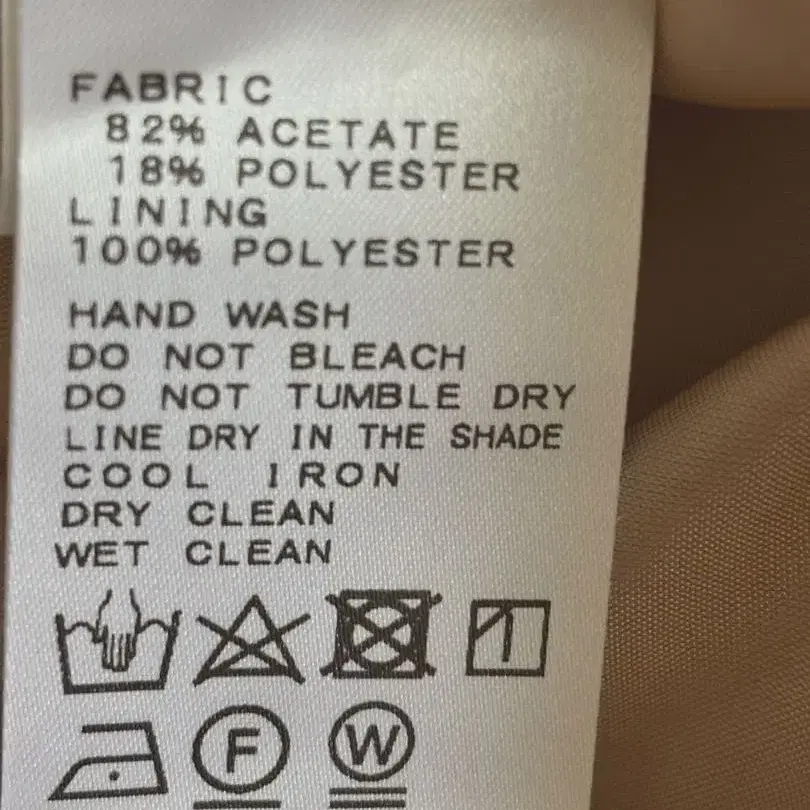 FABRIC
82% ACETATE
18% POLYESTER
LINING
100% POLYESTER
HAND WASH
DO NOT BLEACH
DO NOT TUMBLE DRY
LINE DRY IN THE SHADE
COOL IRON
DRY CLEAN
WET CLEAN
F W